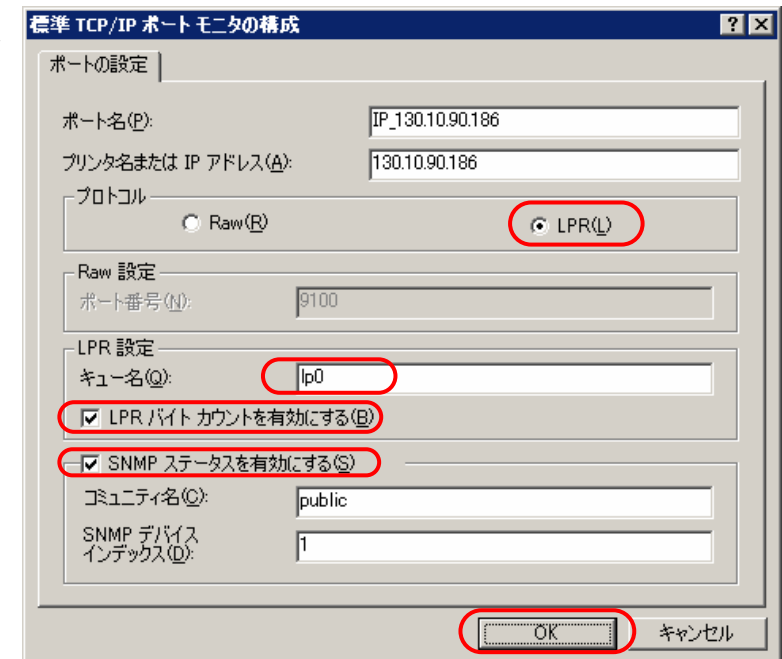 標準 TCP/IP ポート モニタの構成
ポートの設定
ポート名(P): IP_130.10.90.186
プリンタ名または IP アドレス(A): 130.10.90.186
プロトコル
Raw(R) LPR(L)
Raw 設定
ポート番号(N): 9100
LPR 設定
キュー名(Q): lp0
LPR バイト カウントを有効にする(B)
SNMP ステータスを有効にする(S)
コミュニティ名(C): public
SNMP デバイス
インデックス(D): 1
OK キャンセル